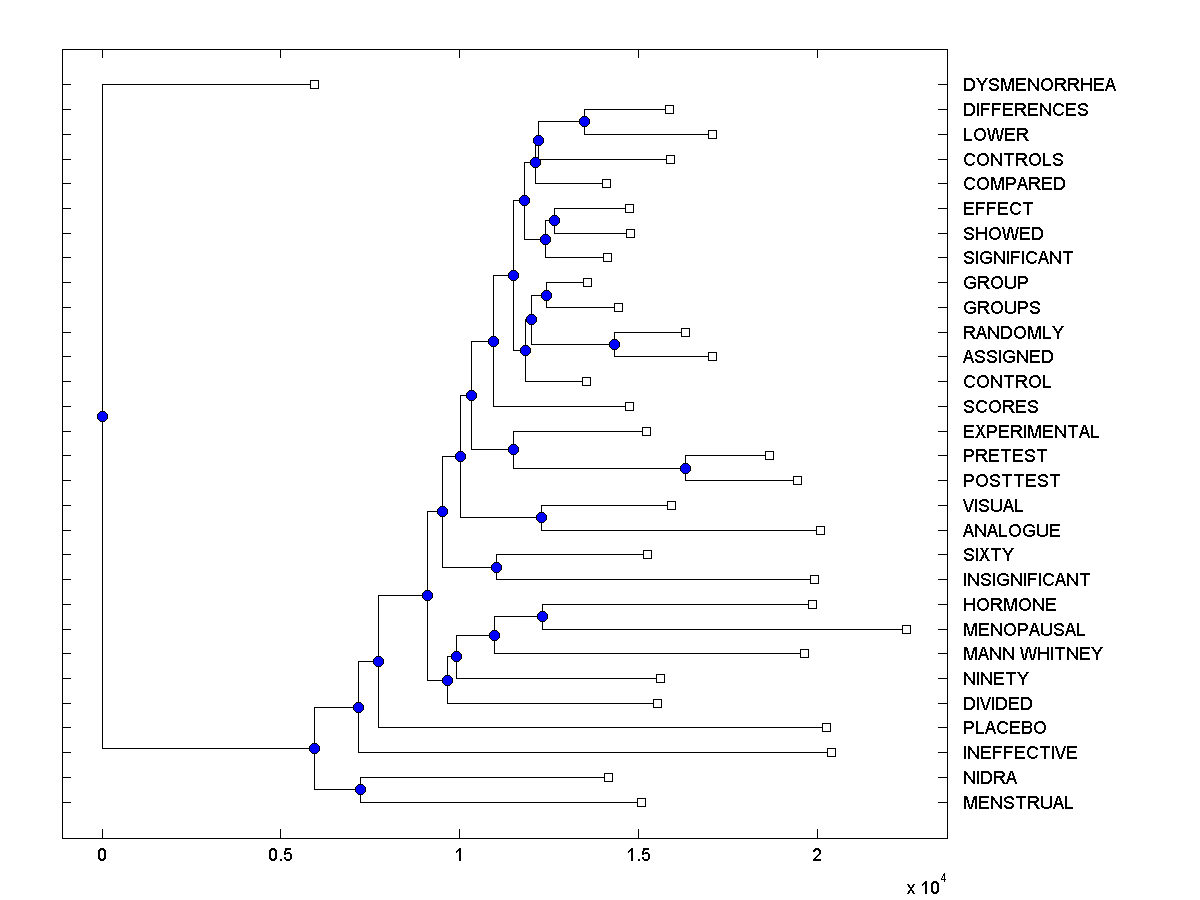 DYSMENORRHEA
DIFFERENCES
LOWER
CONTROLS
COMPARED
EFFECT
SHOWED
SIGNIFICANT
GROUP
GROUPS
RANDOMLY
ASSIGNED
CONTROL
SCORES
EXPERIMENTAL
PRETEST
POSTTEST
VISUAL
ANALOGUE
SIXTY
INSIGNIFICANT
HORMONE
MENOPAUSAL
MANN WHITNEY
NINETY
DIVIDED
PLACEBO
INEFFECTIVE
NIDRA
MENSTRUAL
0 0.5 1 1.5 2
x 10^4